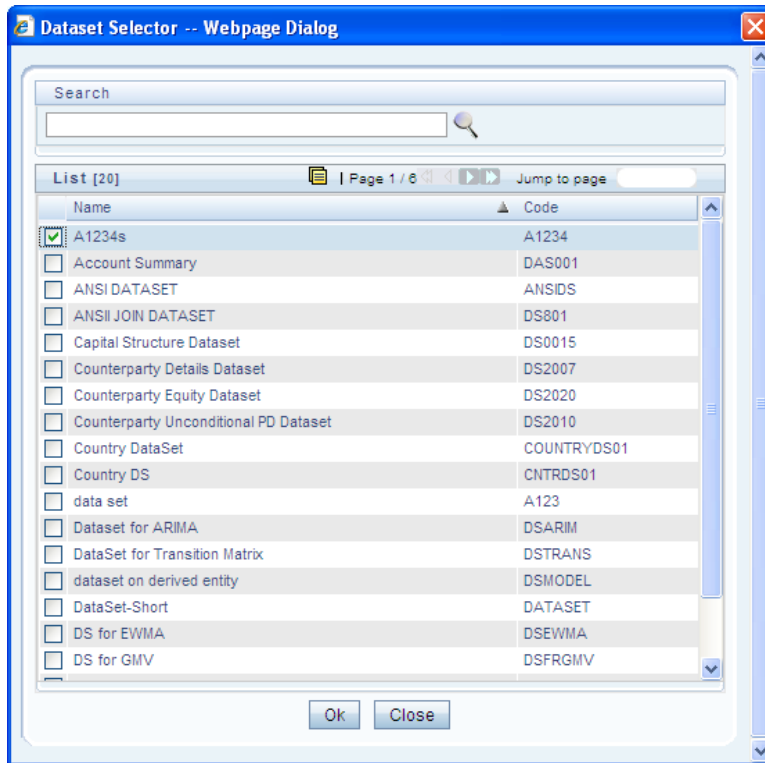 Dataset Selector -- Webpage Dialog
Search
List [20] | Page 1 / 6 Jump to page
Name Code
A1234s A1234
Account Summary DAS001
ANSI DATASET ANSIDS
ANSII JOIN DATASET DS801
Capital Structure Dataset DS0015
Counterparty Details Dataset DS2007
Counterparty Equity Dataset DS2020
Counterparty Unconditional PD Dataset DS2010
Country DataSet COUNTRYDS01
Country DS CNTRDS01
data set A123
Dataset for ARIMA DSARIM
DataSet for Transition Matrix DSTRANS
dataset on derived entity DSMODEL
DataSet-Short DATASET
DS for EWMA DSEWMA
DS for GMV DSFRGMV
Ok Close